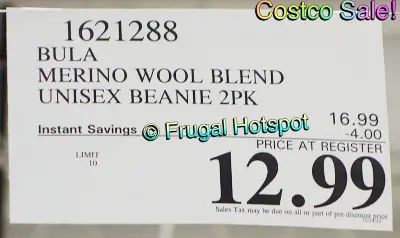 Costco Sale!
1621288
BULA
MERINO WOOL BLEND
UNISEX BEANIE 2PK
16.99
Instant Savings -4.00
© Frugal Hotspot
PRICE AT REGISTER
LIMIT
10
12.99
Sales Tax may be due on all or part of pre-discount price